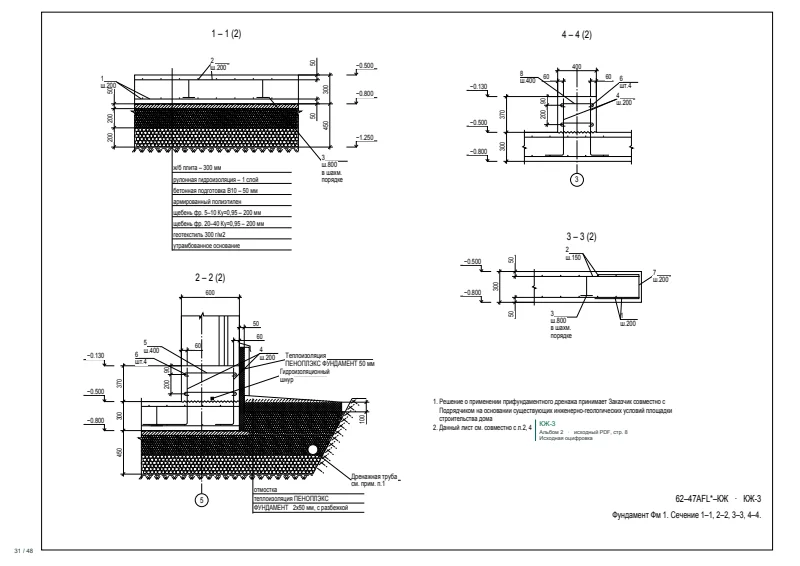 1 – 1 (2)
2
ш.200
1
ш.200
50
200
200
50
50
300
450
–0.500
–0.800
–1.250
3
ш.800
в шахм.
порядке
ж/б плита – 300 мм
рулонная гидроизоляция – 1 слой
бетонная подготовка В10 – 50 мм
армированный полиэтилен
щебень фр. 5–10 Ку=0,95 – 200 мм
щебень фр. 20–40 Ку=0,95 – 200 мм
геотекстиль 300 г/м2
утрамбованное основание
4 – 4 (2)
400
8
ш.400
60
60
6
шт.4
4
ш.200
–0.130
–0.500
–0.800
370
300
90
200
3
3 – 3 (2)
2
ш.150
–0.500
–0.800
50
300
50
7
ш.200
3
ш.800
в шахм.
порядке
ш.200
2 – 2 (2)
600
50
60
60
5
ш.400
6
шт.4
4
ш.200
Теплоизоляция
ПЕНОПЛЭКС ФУНДАМЕНТ 50 мм
Гидроизоляционный
шнур
–0.130
–0.500
–0.800
370
300
450
90
200
100
Дренажная труба
см. прим. п.1
5
отмостка
теплоизоляция ПЕНОПЛЭКС
ФУНДАМЕНТ 2х50 мм, с разбежкой
1. Решение о применении прифундаментного дренажа принимает Заказчик совместно с
Подрядчиком на основании существующих инженерно-геологических условий площадки
строительства дома
2. Данный лист см. совместно с л.2, 4
КЖ-3
Альбом 2 · исходный PDF, стр. 8
Исходная оцифровка
62–47AFL*–КЖ · КЖ-3
Фундамент Фм 1. Сечение 1–1, 2–2, 3–3, 4–4.
31 / 48